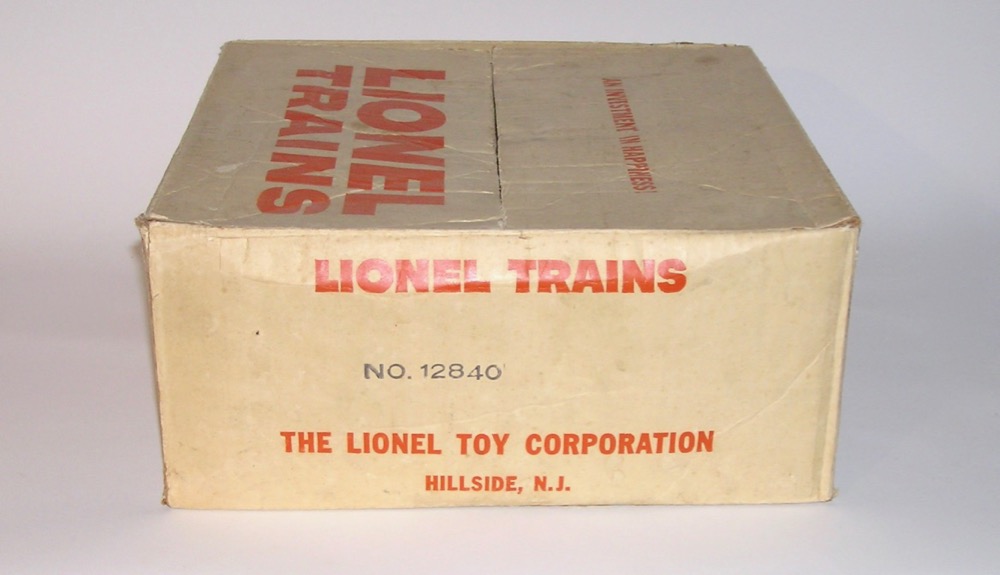 LIONEL
TRAINS
AN INVESTMENT IN HAPPINESS!
LIONEL TRAINS
NO. 12840
THE LIONEL TOY CORPORATION
HILLSIDE, N.J.